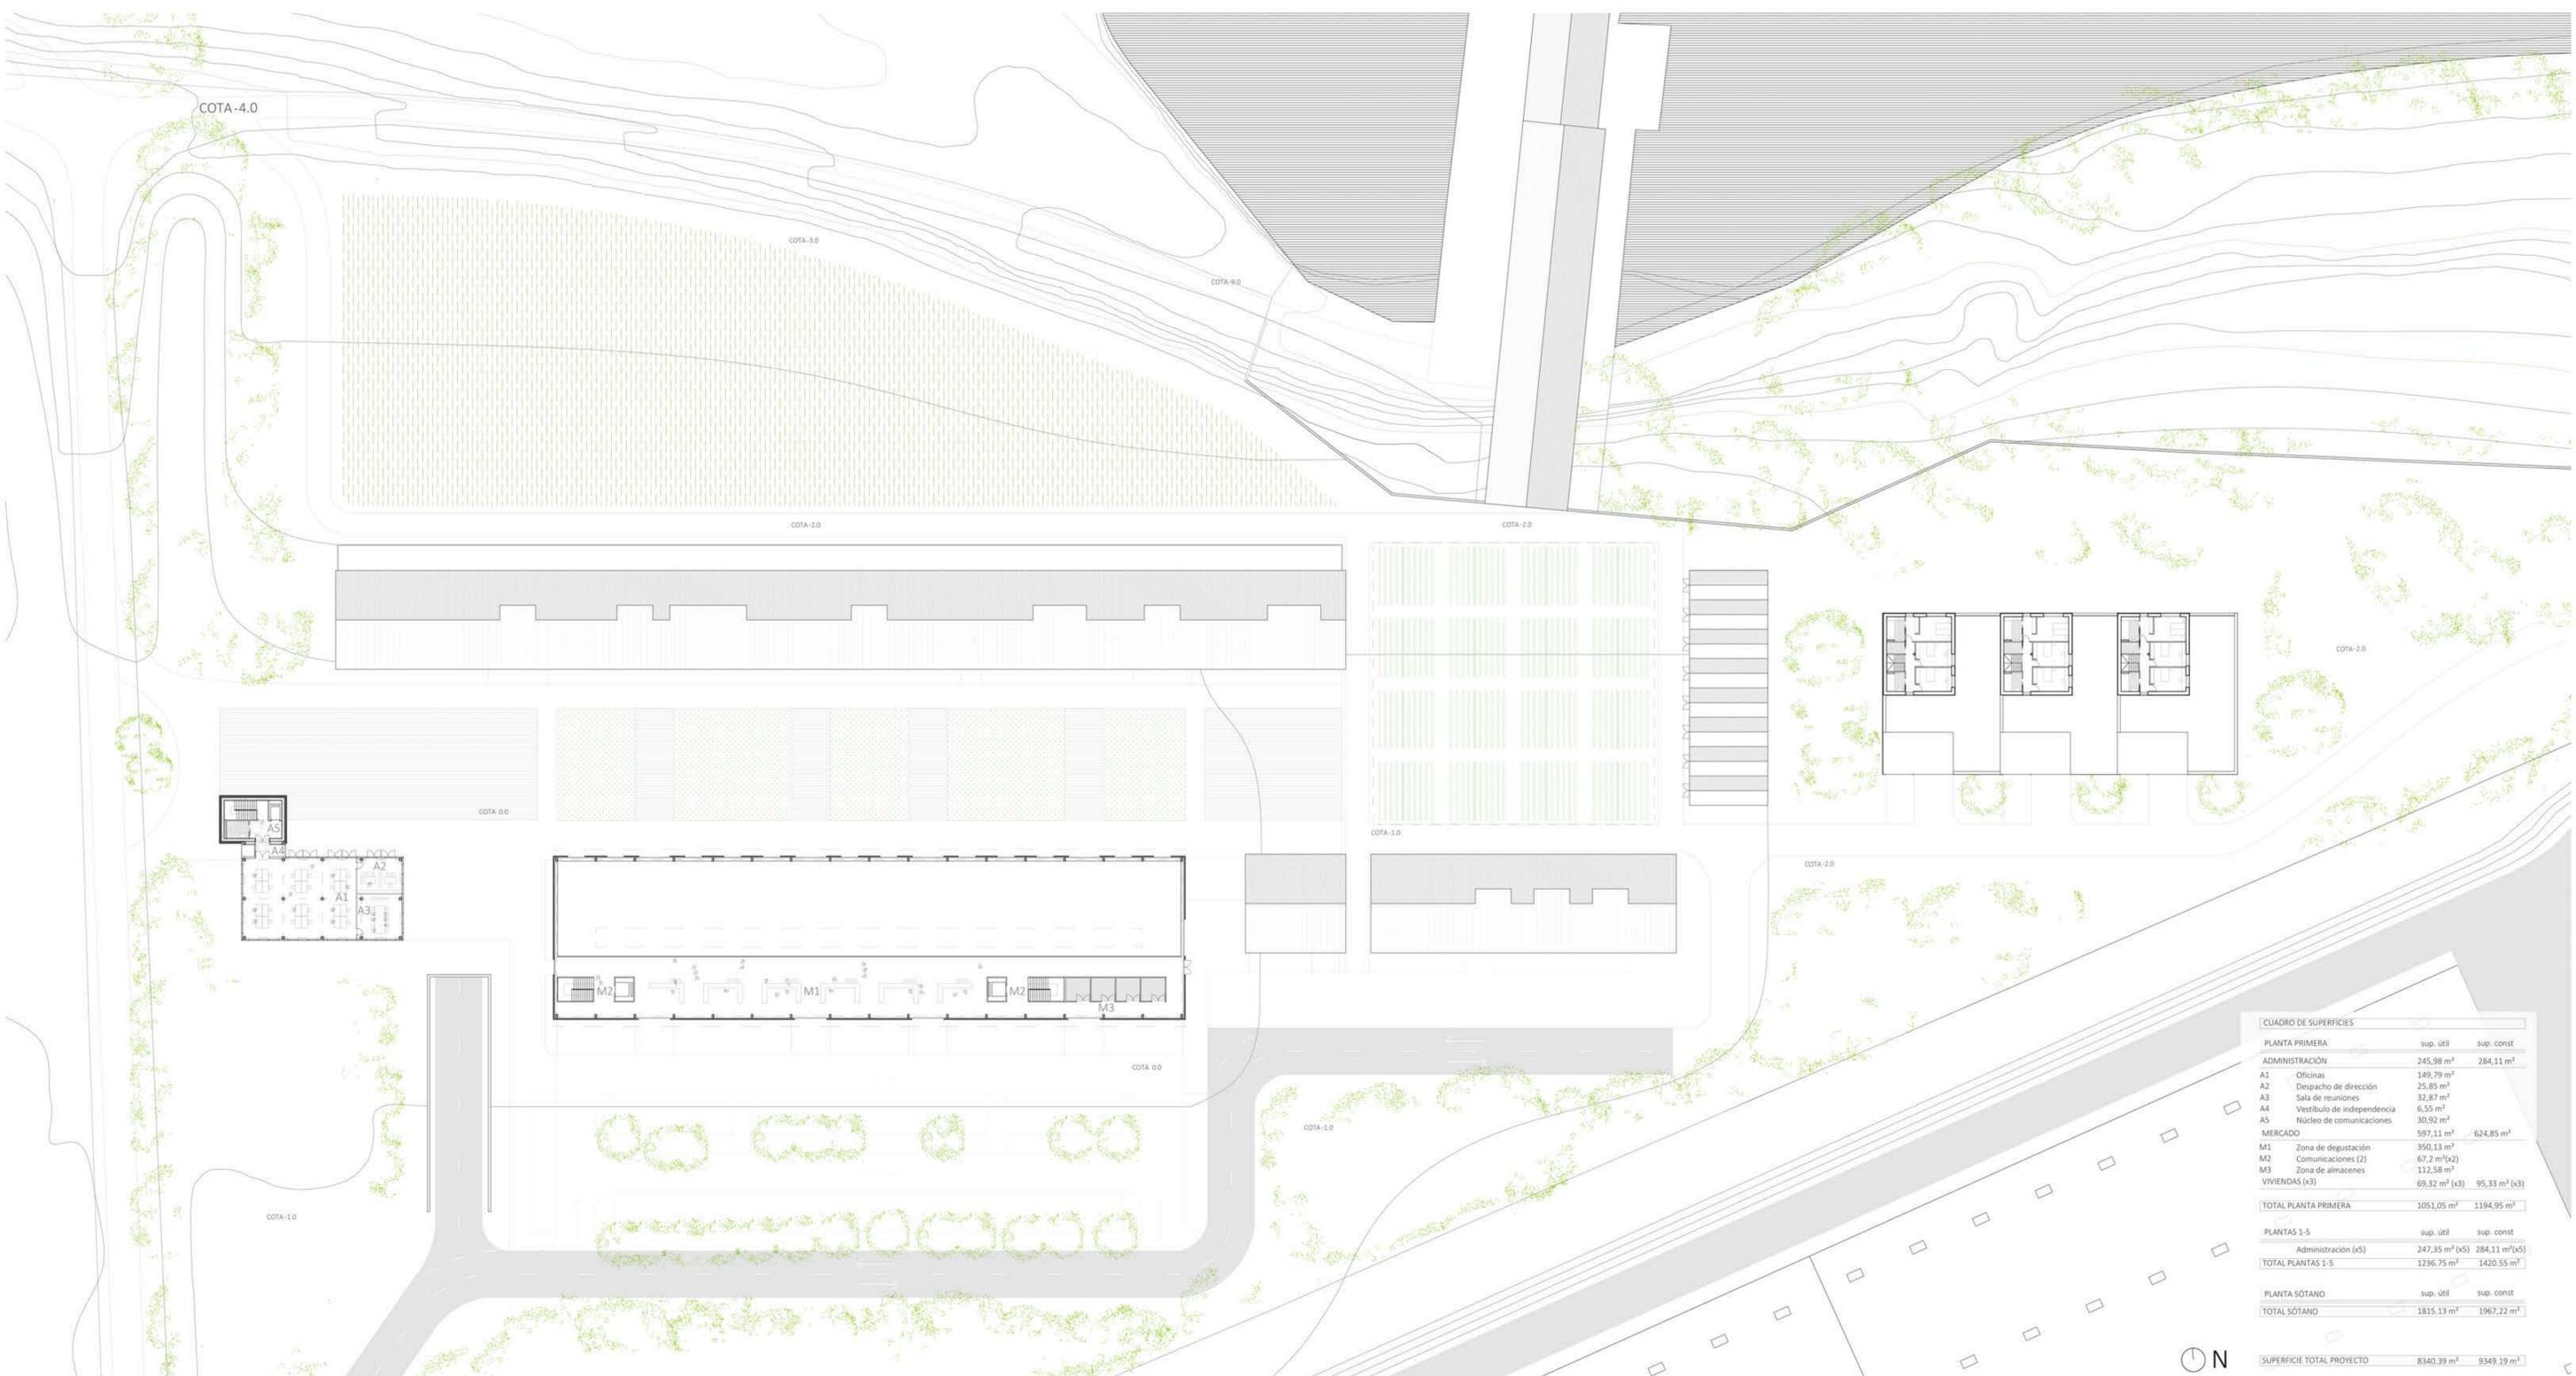 COTA-4.0
COTA-3.0
COTA-9.0
COTA-2.0
COTA-2.0
COTA-2.0
COTA 0.0
COTA-1.0
COTA-2.0
A5
A4
A2
A1
A3
M2
M1
M2
M3
COTA 0.0
COTA-1.0
COTA-1.0
CUADRO DE SUPERFICIES
PLANTA PRIMERA sup. útil sup. const
ADMINISTRACIÓN 245,98 m² 284,11 m²
A1 Oficinas 149,79 m²
A2 Despacho de dirección 25,85 m²
A3 Sala de reuniones 32,87 m²
A4 Vestíbulo de independencia 6,55 m²
A5 Núcleo de comunicaciones 30,92 m²
MERCADO 597,11 m² 624,85 m²
M1 Zona de degustación 350,13 m²
M2 Comunicaciones (2) 67,2 m²(x2)
M3 Zona de almacenes 112,58 m²
VIVIENDAS (x3) 69,32 m² (x3) 95,33 m² (x3)
TOTAL PLANTA PRIMERA 1051,05 m² 1194,95 m²
PLANTAS 1-5 sup. útil sup. const
Administración (x5) 247,35 m² (x5) 284,11 m²(x5)
TOTAL PLANTAS 1-5 1236.75 m² 1420.55 m²
PLANTA SÓTANO sup. útil sup. const
TOTAL SÓTANO 1815.13 m² 1967,22 m²
SUPERFICIE TOTAL PROYECTO 8340.39 m² 9349.19 m²
N